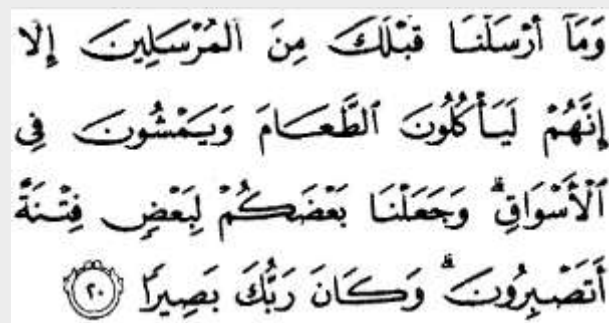 وَمَآ أَرْسَلْنَا قَبْلَكَ مِنَ ٱلْمُرْسَلِينَ إِلَّآ
إِنَّهُمْ لَيَأْكُلُونَ ٱلطَّعَامَ وَيَمْشُونَ فِى
ٱلْأَسْوَاقِ ۗ وَجَعَلْنَا بَعْضَكُمْ لِبَعْضٍ فِتْنَةً
أَتَصْبِرُونَ ۗ وَكَانَ رَبُّكَ بَصِيرًا ٢٠